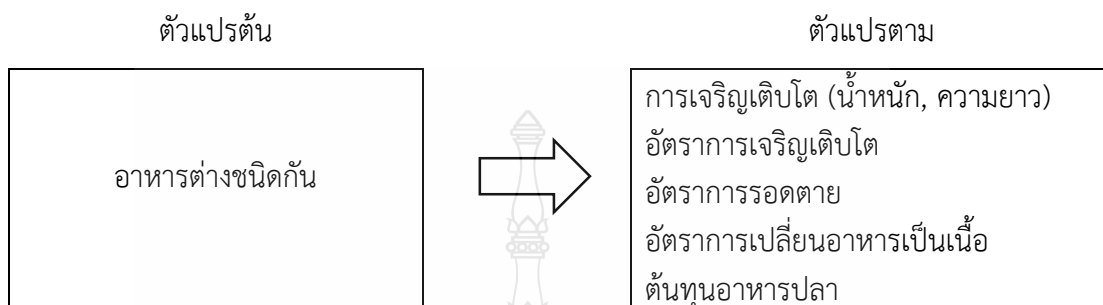 ตัวแปรต้น
ตัวแปรตาม
อาหารต่างชนิดกัน
การเจริญเติบโต (น้ำหนัก, ความยาว)
อัตราการเจริญเติบโต
อัตราการรอดตาย
อัตราการเปลี่ยนอาหารเป็นเนื้อ
ต้นทุนอาหารปลา